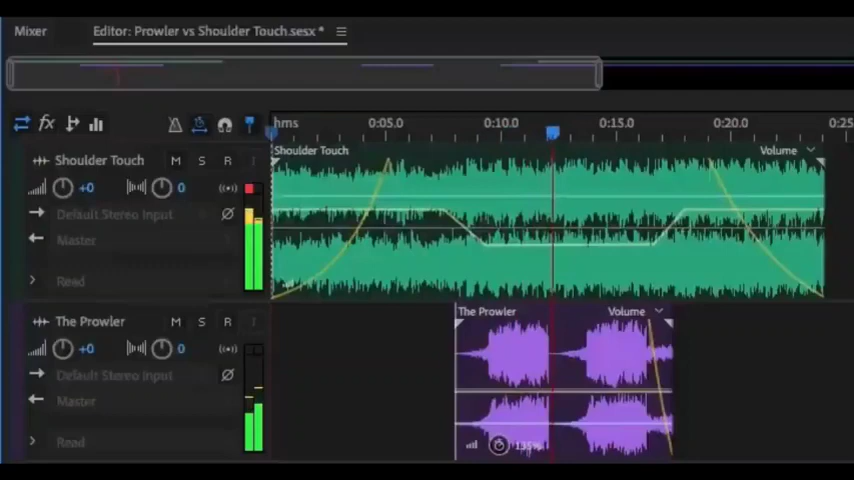 Mixer Editor: Prowler vs Shoulder Touch.sesx *
fx hms 0:05.0 0:10.0 0:15.0 0:20.0 0:25
Shoulder Touch M S R I Shoulder Touch Volume
+0 0
Default Stereo Input
Master
Read
The Prowler M S R I The Prowler Volume
+0 0
Default Stereo Input
Master
Read 135%